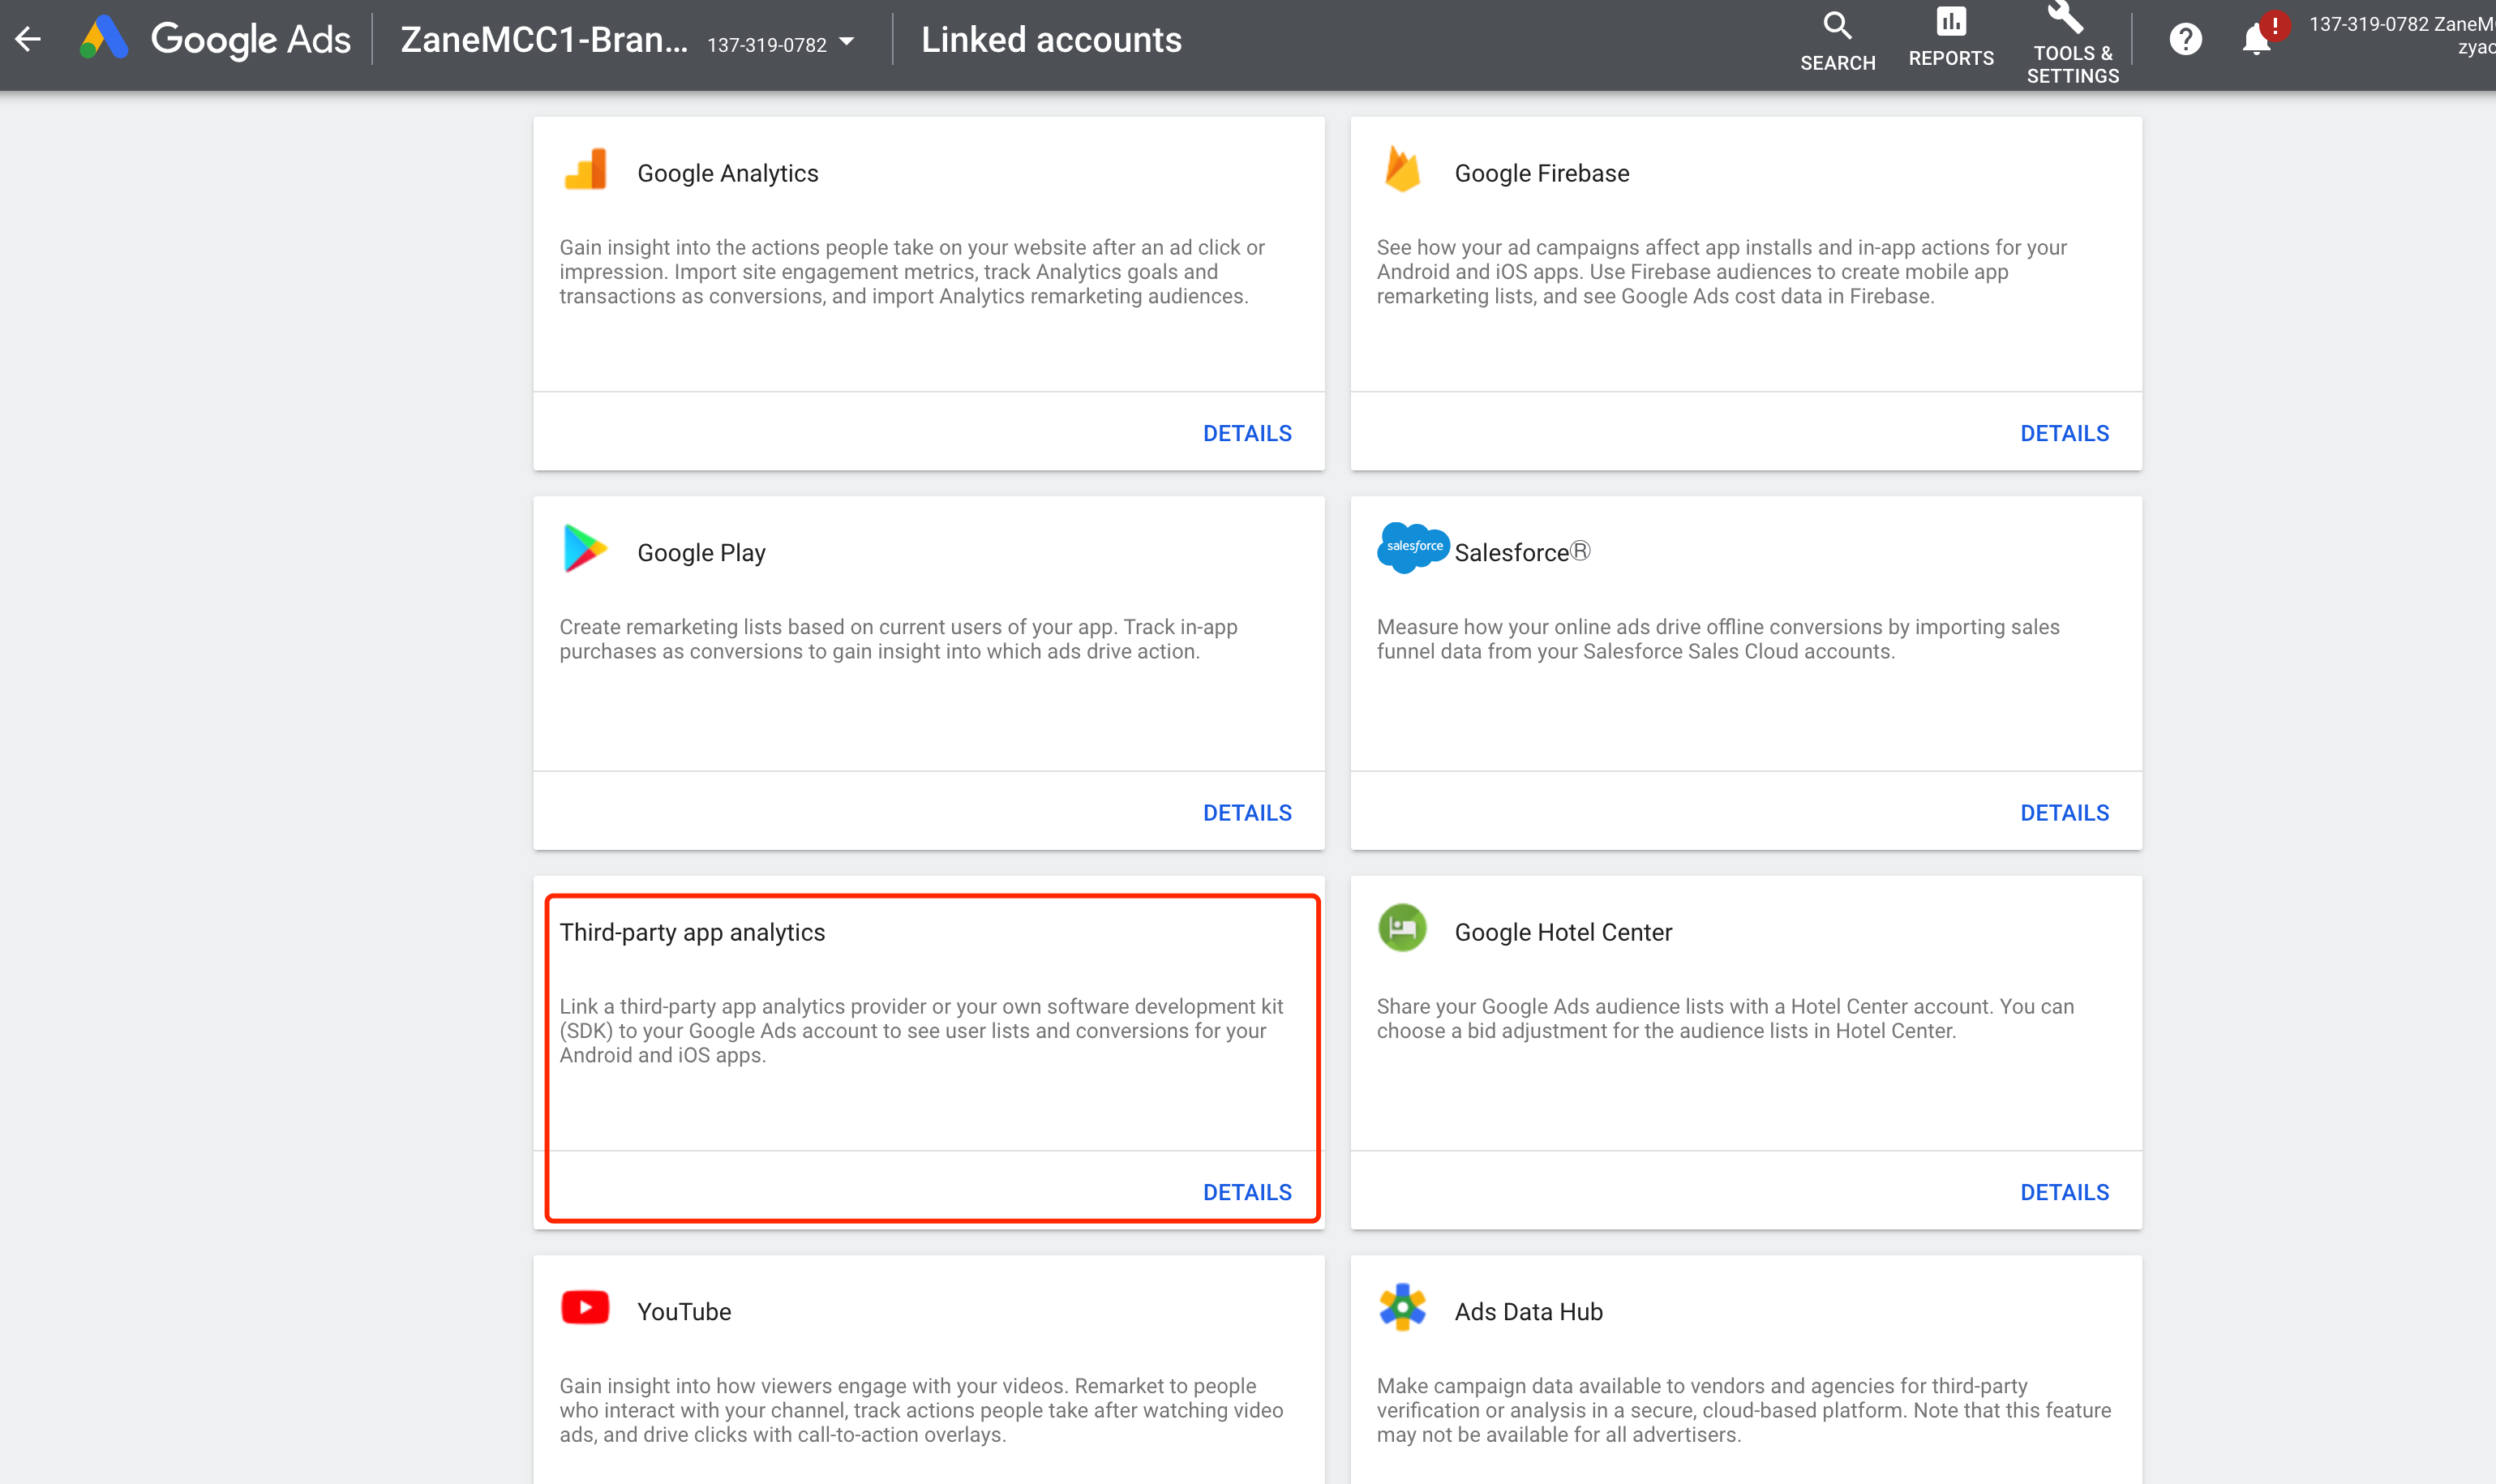 Google Ads
ZaneMCC1-Bran... 137-319-0782
Linked accounts
SEARCH
REPORTS
TOOLS &
SETTINGS
?
!
137-319-0782 ZaneM
zyac
Google Analytics
Gain insight into the actions people take on your website after an ad click or
impression. Import site engagement metrics, track Analytics goals and
transactions as conversions, and import Analytics remarketing audiences.
DETAILS
Google Firebase
See how your ad campaigns affect app installs and in-app actions for your
Android and iOS apps. Use Firebase audiences to create mobile app
remarketing lists, and see Google Ads cost data in Firebase.
DETAILS
Google Play
Create remarketing lists based on current users of your app. Track in-app
purchases as conversions to gain insight into which ads drive action.
DETAILS
salesforce
Salesforce®
Measure how your online ads drive offline conversions by importing sales
funnel data from your Salesforce Sales Cloud accounts.
DETAILS
Third-party app analytics
Link a third-party app analytics provider or your own software development kit
(SDK) to your Google Ads account to see user lists and conversions for your
Android and iOS apps.
DETAILS
Google Hotel Center
Share your Google Ads audience lists with a Hotel Center account. You can
choose a bid adjustment for the audience lists in Hotel Center.
DETAILS
YouTube
Gain insight into how viewers engage with your videos. Remarket to people
who interact with your channel, track actions people take after watching video
ads, and drive clicks with call-to-action overlays.
Ads Data Hub
Make campaign data available to vendors and agencies for third-party
verification or analysis in a secure, cloud-based platform. Note that this feature
may not be available for all advertisers.